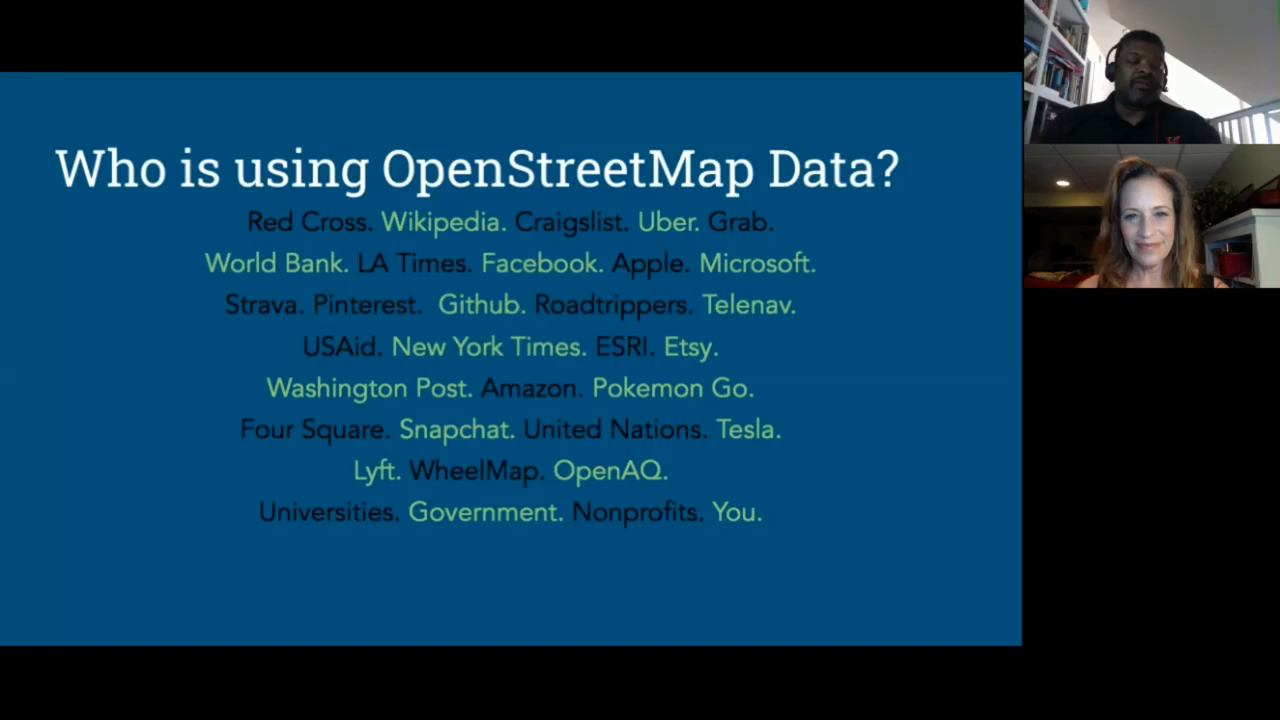 Who is using OpenStreetMap Data?
Red Cross. Wikipedia. Craigslist. Uber. Grab.
World Bank. LA Times. Facebook. Apple. Microsoft.
Strava. Pinterest. Github. Roadtrippers. Telenav.
USAid. New York Times. ESRI. Etsy.
Washington Post. Amazon. Pokemon Go.
Four Square. Snapchat. United Nations. Tesla.
Lyft. WheelMap. OpenAQ.
Universities. Government. Nonprofits. You.